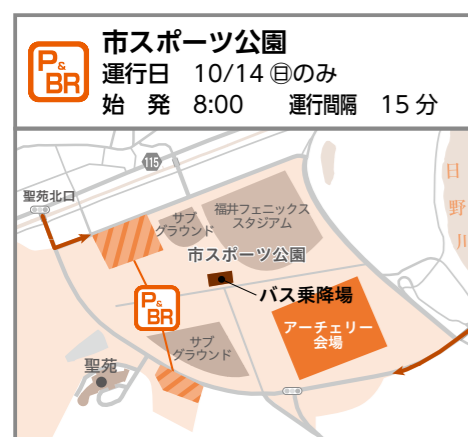 P&BR
市スポーツ公園
運行日 10/14 ㊐のみ
始 発 8:00 運行間隔 15分
115
聖苑北口
サブ
グラウンド
福井フェニックス
スタジアム
日野川
市スポーツ公園
バス乗降場
P&BR
アーチェリー
会場
サブ
グラウンド
聖苑